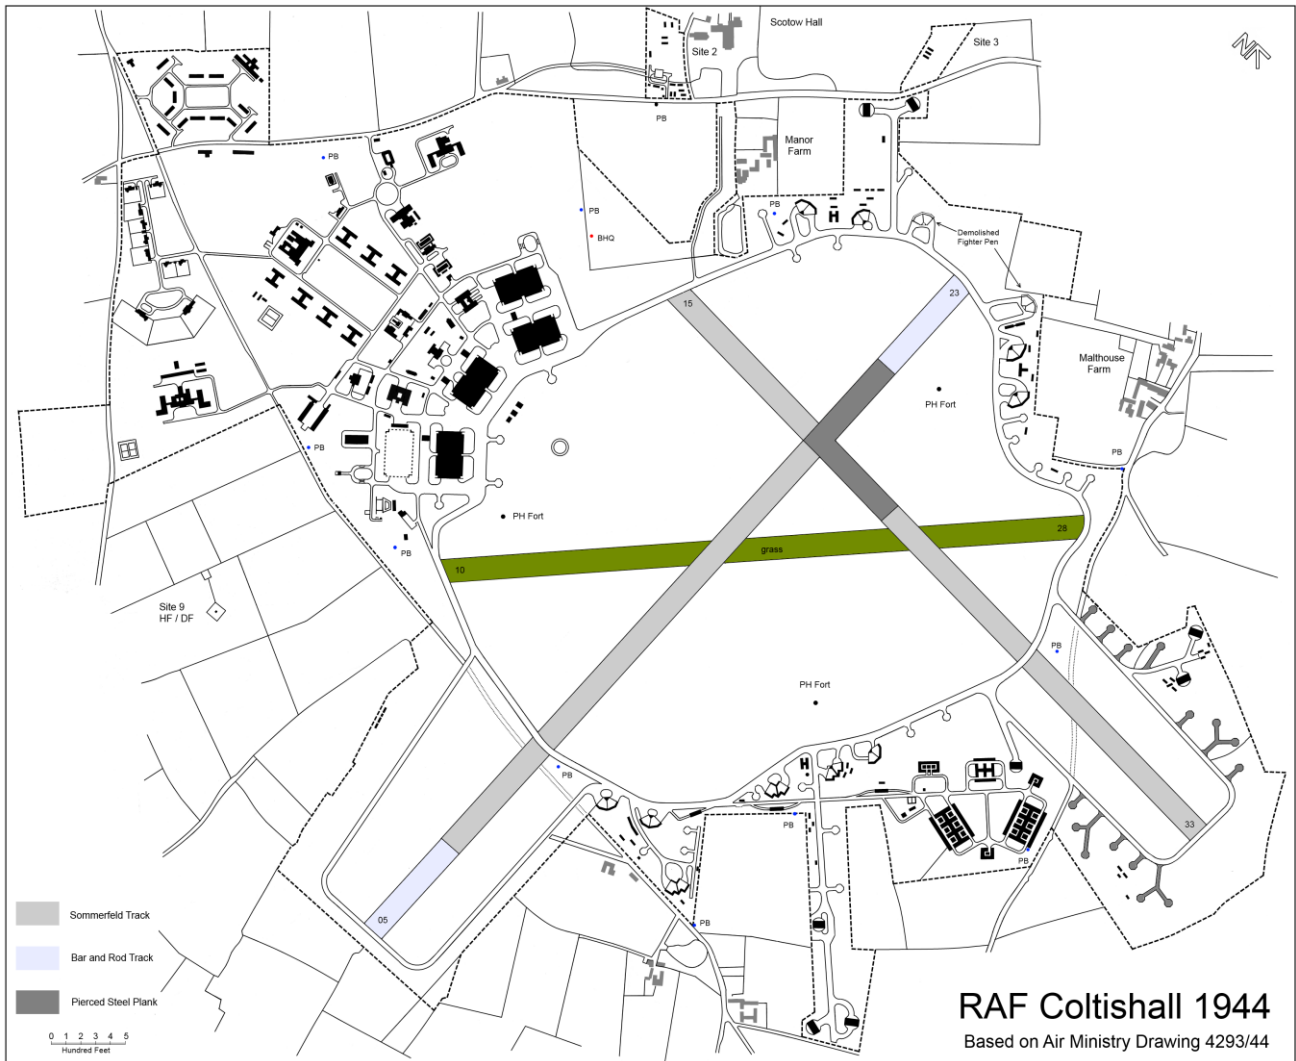 Scotow Hall
Site 2
Site 3
N
PB
Manor
Farm
PB
PB
PB
BHQ
Demolished
Fighter Pen
15
23
Malthouse
Farm
PH Fort
PB
PB
PH Fort
28
grass
PB
10
Site 9
HF / DF
PB
PH Fort
PB
PB
33
PB
05
PB
Sommerfeld Track
Bar and Rod Track
Pierced Steel Plank
RAF Coltishall 1944
Based on Air Ministry Drawing 4293/44
0 1 2 3 4 5
Hundred Feet